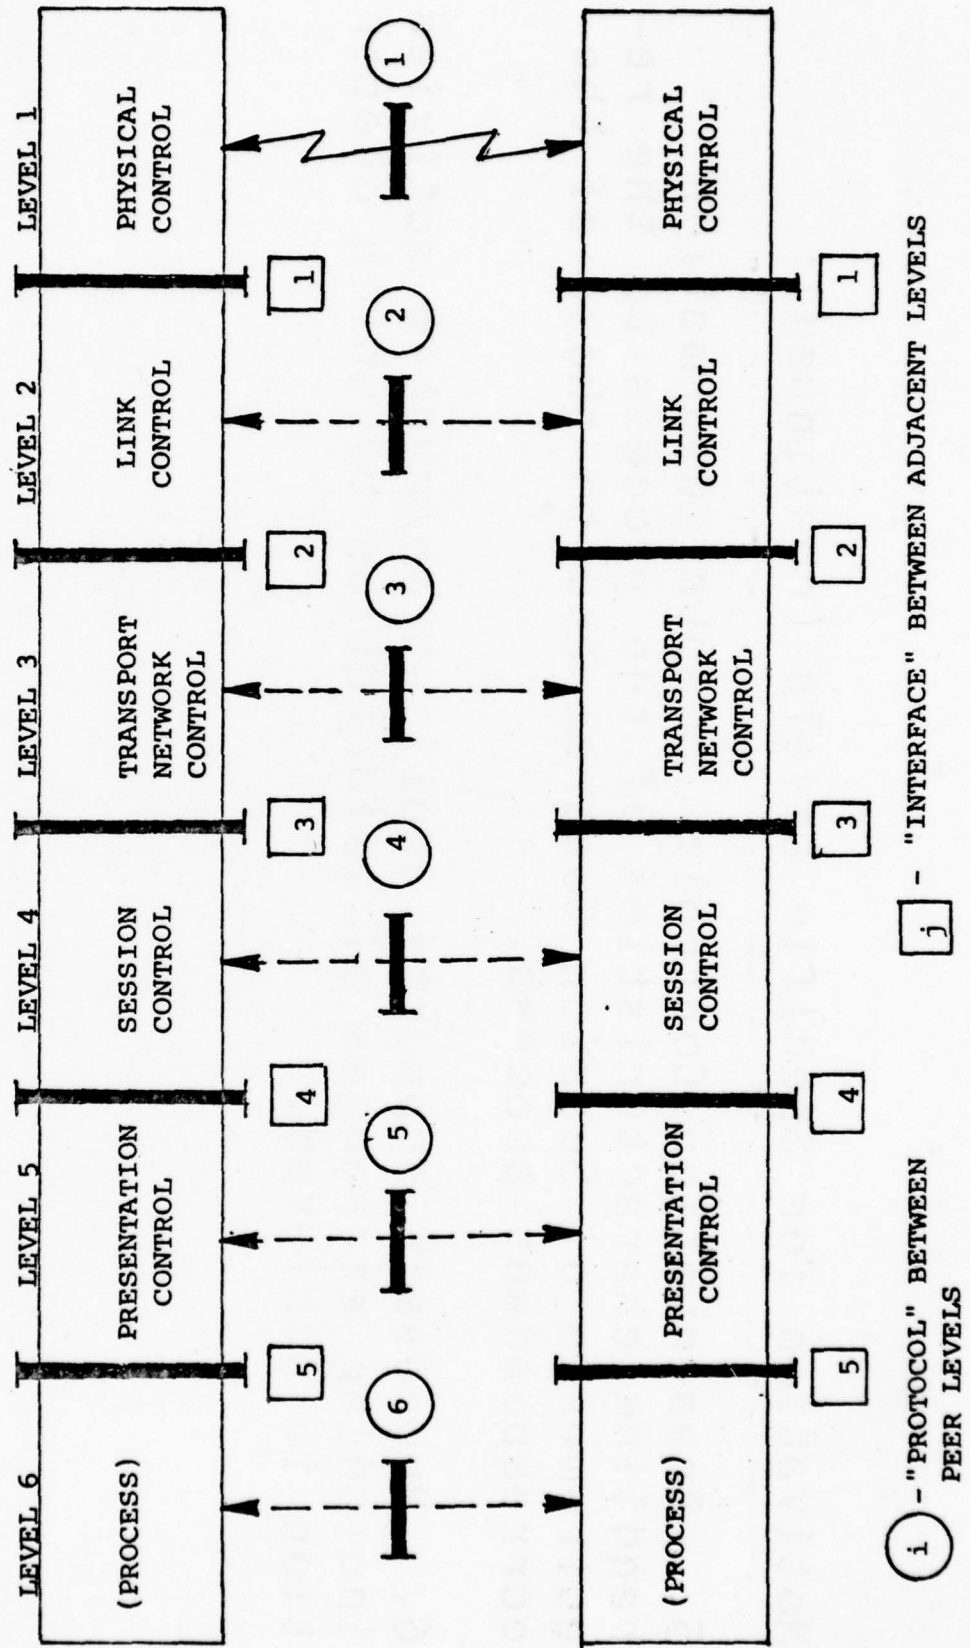 LEVEL 6
LEVEL 5
LEVEL 4
LEVEL 3
LEVEL 2
LEVEL 1
(PROCESS)
PRESENTATION
CONTROL
SESSION
CONTROL
TRANSPORT
NETWORK
CONTROL
LINK
CONTROL
PHYSICAL
CONTROL
5
4
3
2
1
6
5
4
3
2
1
(PROCESS)
PRESENTATION
CONTROL
SESSION
CONTROL
TRANSPORT
NETWORK
CONTROL
LINK
CONTROL
PHYSICAL
CONTROL
5
4
3
2
1
i - "PROTOCOL" BETWEEN
PEER LEVELS
j - "INTERFACE" BETWEEN ADJACENT LEVELS